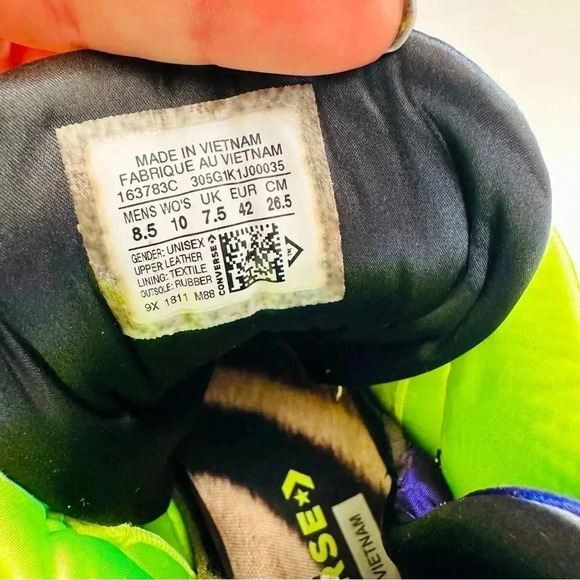 MADE IN VIETNAM
FABRIQUE AU VIETNAM
163783C 305G1K1J00035
MENS WO'S UK EUR CM
8.5 10 7.5 42 26.5
GENDER: UNISEX
UPPER LEATHER
LINING: TEXTILE
OUTSOLE: RUBBER
9X 1811 M88
CONVERSE
RSE
VIETNAM